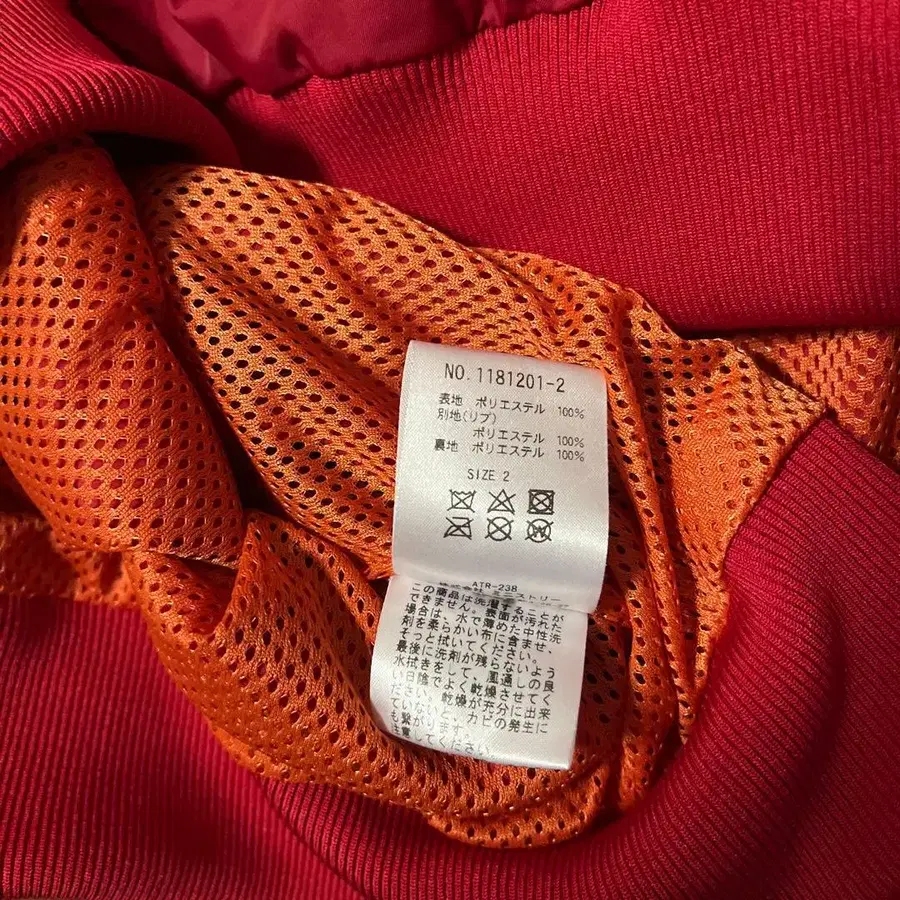 NO.1181201-2
表地 ポリエステル 100%
別地(リブ)
ポリエステル 100%
裏地 ポリエステル 100%
SIZE 2
ATR-238
この商品は洗濯することが
できません。表面が汚れた
場合は、水で薄めた中性洗
剤を柔らかい布に含ませ、
そっと拭いてください。
最後に洗剤が残らないよう
水拭きをして、風通しの良
い日陰でよく乾燥させてく
ださい。乾燥が充分に出来
ていないと、カビの発生に
も繋がります。
注意してください